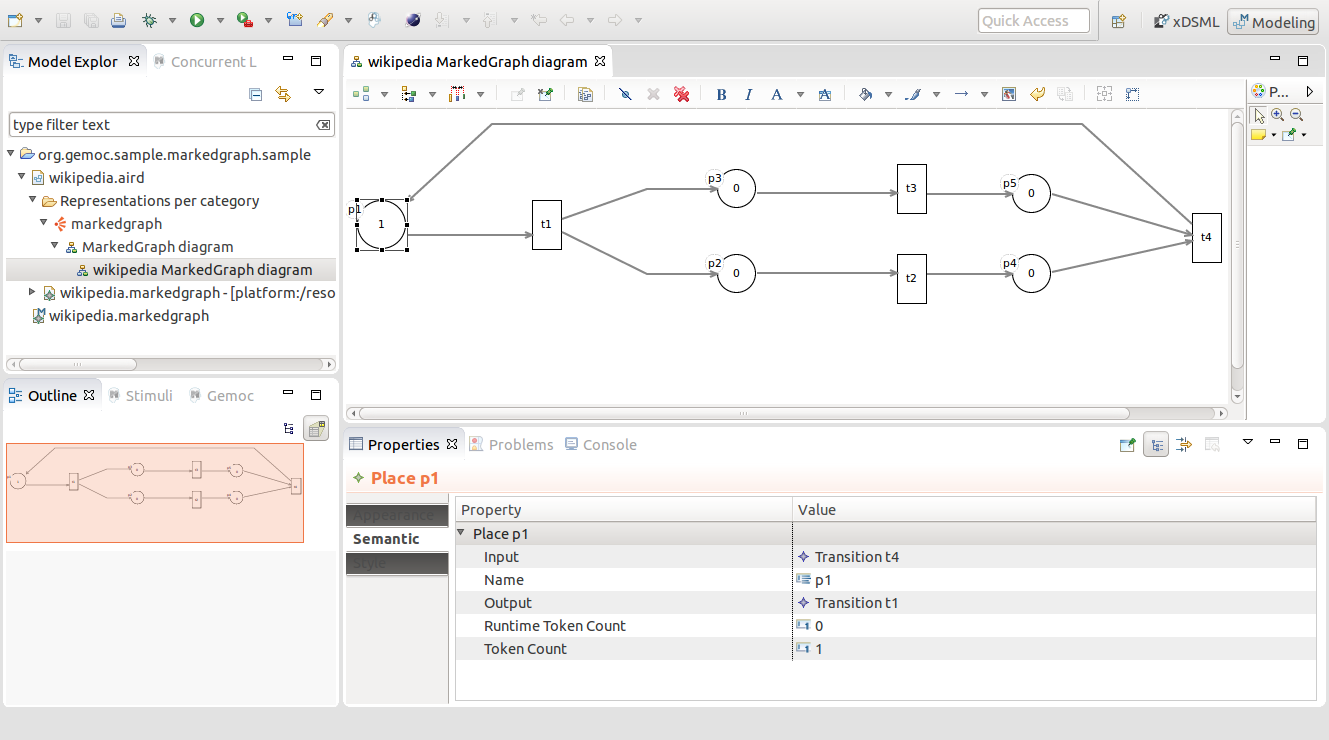 Quick Access
xDSML
Modeling
Model Explor
Concurrent L
type filter text
org.gemoc.sample.markedgraph.sample
wikipedia.aird
Representations per category
markedgraph
MarkedGraph diagram
wikipedia MarkedGraph diagram
wikipedia.markedgraph - [platform:/reso
wikipedia.markedgraph
Outline
Stimuli
Gemoc
wikipedia MarkedGraph diagram
B I A A
P...
p1
1
t1
p3
0
t3
p5
0
p2
0
t2
p4
0
t4
Properties
Problems
Console
Place p1
Appearance
Semantic
Style
Property Value
Place p1
Input Transition t4
Name p1
Output Transition t1
Runtime Token Count 0
Token Count 1